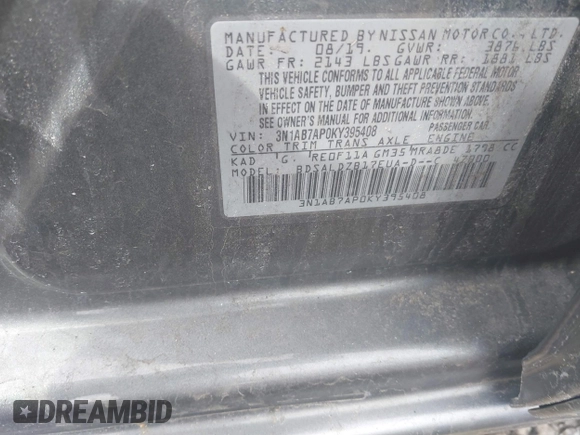 MANUFACTURED BY NISSAN MOTOR CO., LTD.
DATE: 08/19. GVWR: 3876 LBS
GAWR FR: 2143 LBS GAWR RR: 1881 LBS
THIS VEHICLE CONFORMS TO ALL APPLICABLE FEDERAL MOTOR
VEHICLE SAFETY, BUMPER AND THEFT PREVENTION STANDARDS
IN EFFECT ON THE DATE OF MANUFACTURE SHOWN ABOVE.
SEE OWNER'S MANUAL FOR ADDITIONAL INFORMATION
VIN: 3N1AB7AP0KY395408 PASSENGER CAR
COLOR TRIM TRANS AXLE ENGINE
KAD G. RE0F11A GM35 MRA8DE 1798 CC
MODEL: BDSALDZB17EUA-D--C 47000
3N1AB7AP0KY395408
DREAMBID